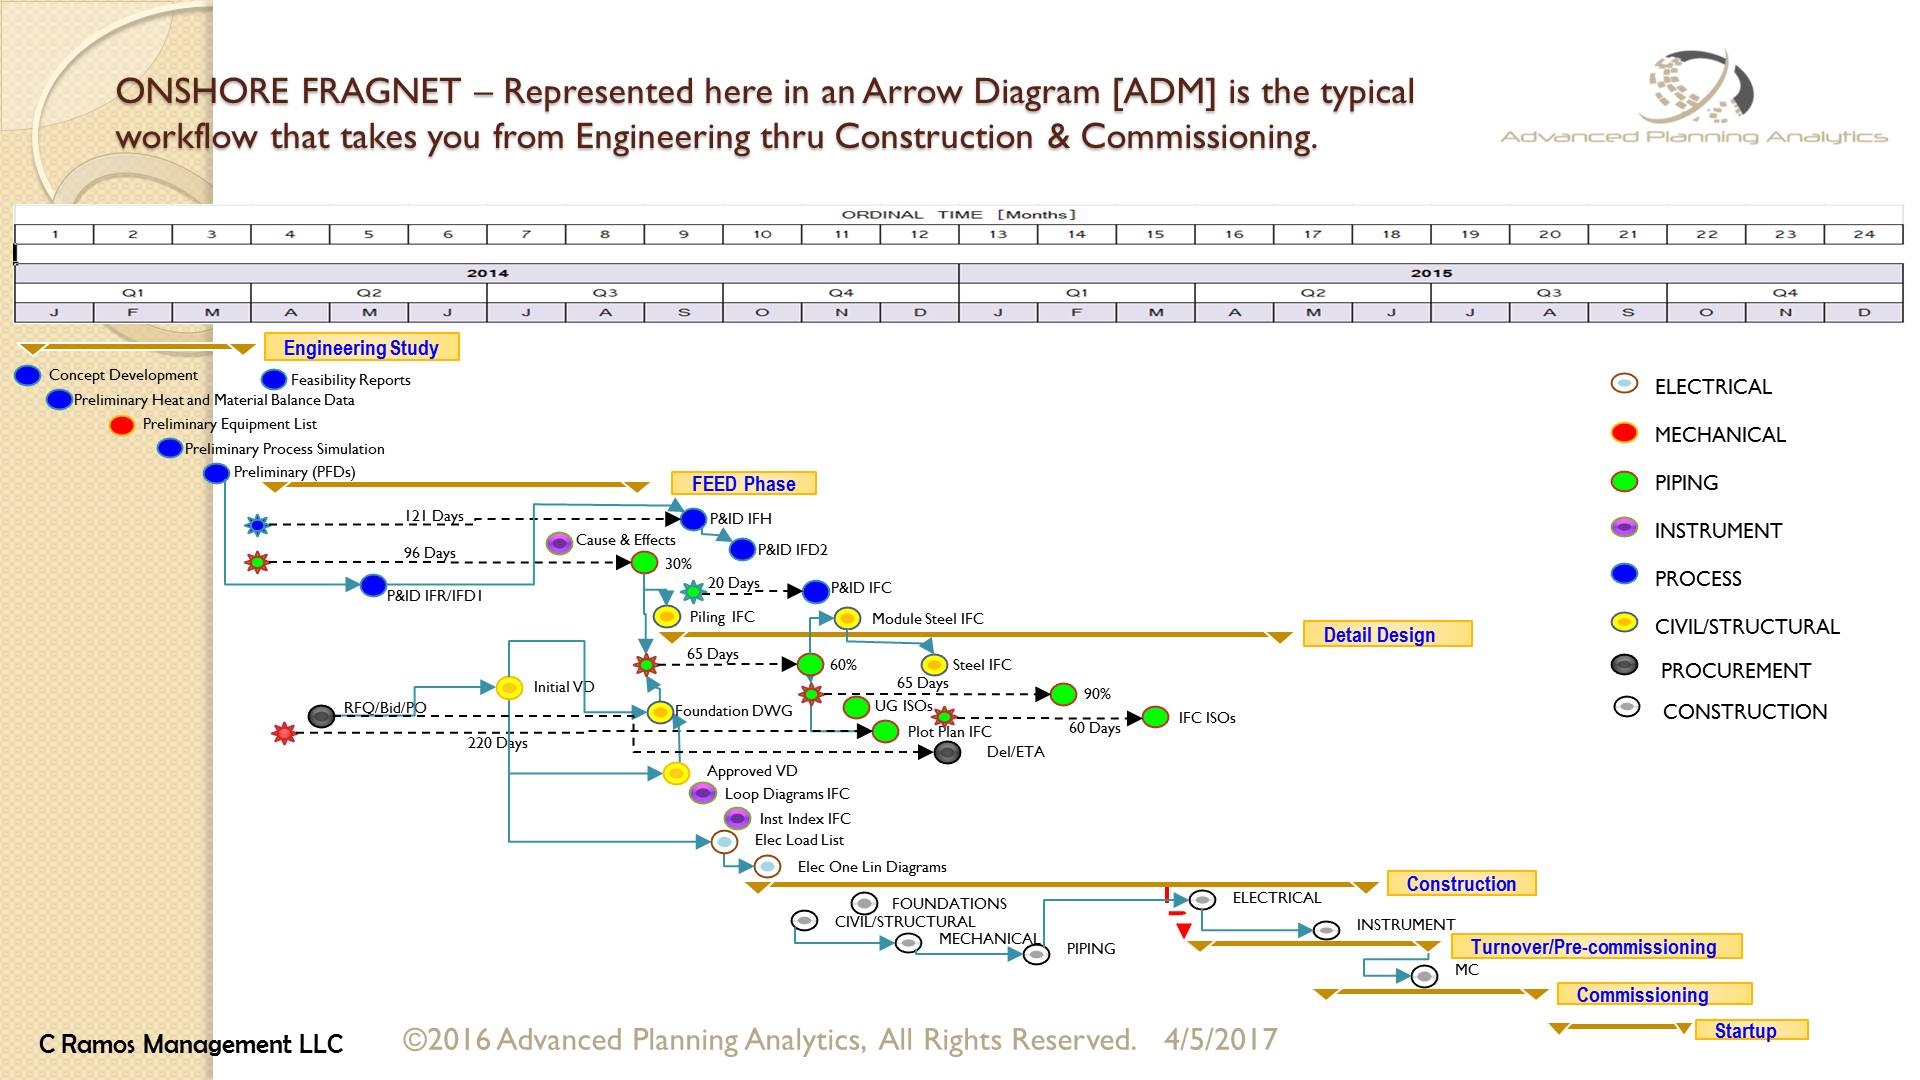 ONSHORE FRAGNET – Represented here in an Arrow Diagram [ADM] is the typical
workflow that takes you from Engineering thru Construction & Commissioning.
Advanced Planning Analytics
ORDINAL TIME [Months]
1 2 3 4 5 6 7 8 9 10 11 12 13 14 15 16 17 18 19 20 21 22 23 24
2014 2015
Q1 Q2 Q3 Q4 Q1 Q2 Q3 Q4
J F M A M J J A S O N D J F M A M J J A S O N D
Engineering Study
Concept Development
Feasibility Reports
Preliminary Heat and Material Balance Data
Preliminary Equipment List
Preliminary Process Simulation
Preliminary (PFDs)
FEED Phase
121 Days
P&ID IFH
96 Days
Cause & Effects
P&ID IFD2
30%
P&ID IFR/IFD1
20 Days
P&ID IFC
Piling IFC
Module Steel IFC
Detail Design
65 Days
60%
Steel IFC
Initial VD
65 Days
90%
RFQ/Bid/PO
Foundation DWG
UG ISOs
60 Days
IFC ISOs
220 Days
Plot Plan IFC
Del/ETA
Approved VD
Loop Diagrams IFC
Inst Index IFC
Elec Load List
Elec One Lin Diagrams
Construction
FOUNDATIONS
CIVIL/STRUCTURAL
MECHANICAL
PIPING
ELECTRICAL
INSTRUMENT
Turnover/Pre-commissioning
MC
Commissioning
Startup
ELECTRICAL
MECHANICAL
PIPING
INSTRUMENT
PROCESS
CIVIL/STRUCTURAL
PROCUREMENT
CONSTRUCTION
C Ramos Management LLC
©2016 Advanced Planning Analytics, All Rights Reserved. 4/5/2017